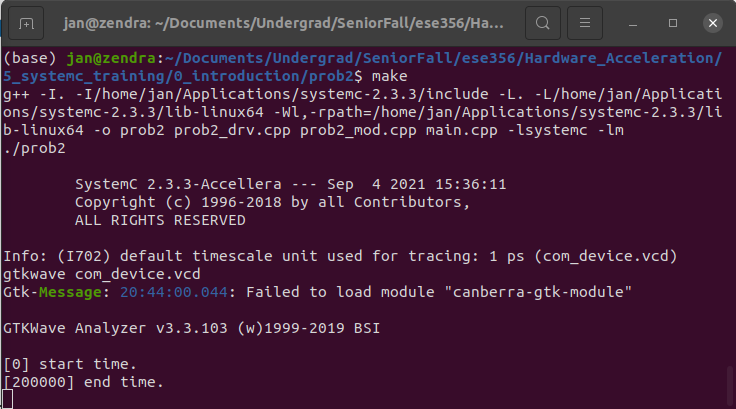 jan@zendra: ~/Documents/Undergrad/SeniorFall/ese356/Ha...
(base) jan@zendra:~/Documents/Undergrad/SeniorFall/ese356/Hardware_Acceleration/
5_systemc_training/0_introduction/prob2$ make
g++ -I. -I/home/jan/Applications/systemc-2.3.3/include -L. -L/home/jan/Applicati
ons/systemc-2.3.3/lib-linux64 -Wl,-rpath=/home/jan/Applications/systemc-2.3.3/li
b-linux64 -o prob2 prob2_drv.cpp prob2_mod.cpp main.cpp -lsystemc -lm
./prob2
SystemC 2.3.3-Accellera --- Sep  4 2021 15:36:11
Copyright (c) 1996-2018 by all Contributors,
ALL RIGHTS RESERVED
Info: (I702) default timescale unit used for tracing: 1 ps (com_device.vcd)
gtkwave com_device.vcd
Gtk-Message: 20:44:00.044: Failed to load module "canberra-gtk-module"
GTKWave Analyzer v3.3.103 (w)1999-2019 BSI
[0] start time.
[200000] end time.